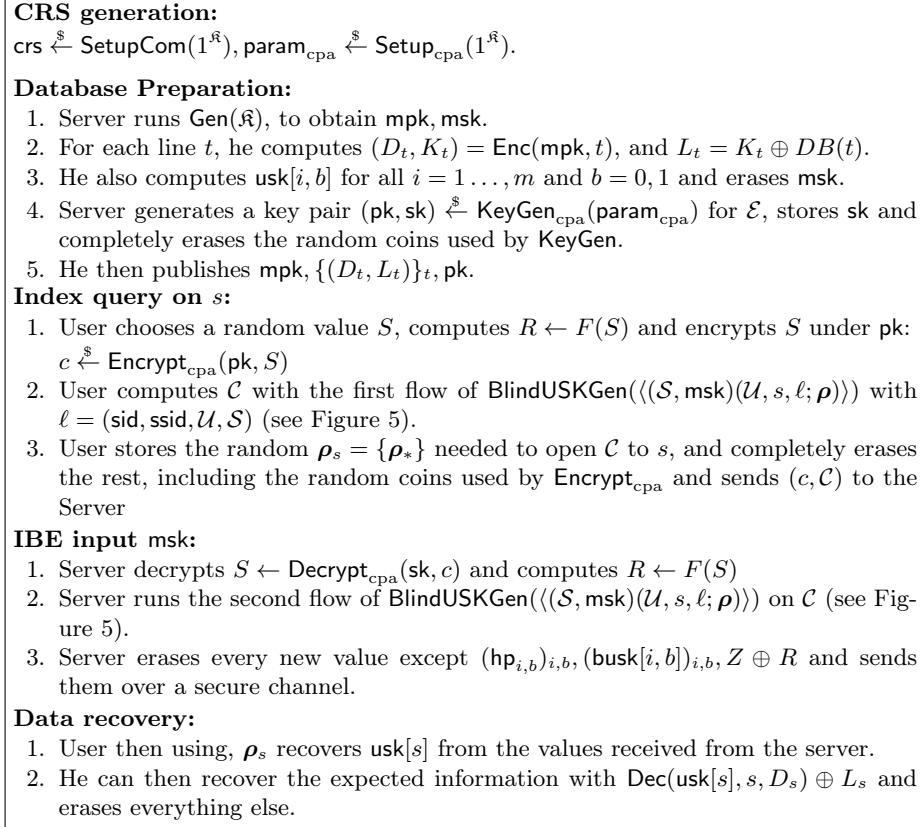 CRS generation:
crs $← SetupCom(1^𝔎), param_cpa $← Setup_cpa(1^𝔎).
Database Preparation:
1. Server runs Gen(𝔎), to obtain mpk, msk.
2. For each line t, he computes (D_t, K_t) = Enc(mpk, t), and L_t = K_t ⊕ DB(t).
3. He also computes usk[i, b] for all i = 1 . . . , m and b = 0, 1 and erases msk.
4. Server generates a key pair (pk, sk) $← KeyGen_cpa(param_cpa) for ℰ, stores sk and
completely erases the random coins used by KeyGen.
5. He then publishes mpk, {(D_t, L_t)}_t, pk.
Index query on s:
1. User chooses a random value S, computes R ← F(S) and encrypts S under pk:
c $← Encrypt_cpa(pk, S)
2. User computes 𝒞 with the first flow of BlindUSKGen(⟨(𝒮, msk)(𝒰, s, ℓ; ρ)⟩) with
ℓ = (sid, ssid, 𝒰, 𝒮) (see Figure 5).
3. User stores the random ρ_s = {ρ_*} needed to open 𝒞 to s, and completely erases
the rest, including the random coins used by Encrypt_cpa and sends (c, 𝒞) to the
Server
IBE input msk:
1. Server decrypts S ← Decrypt_cpa(sk, c) and computes R ← F(S)
2. Server runs the second flow of BlindUSKGen(⟨(𝒮, msk)(𝒰, s, ℓ; ρ)⟩) on 𝒞 (see Fig-
ure 5).
3. Server erases every new value except (hp_{i,b})_{i,b}, (busk[i, b])_{i,b}, Z ⊕ R and sends
them over a secure channel.
Data recovery:
1. User then using, ρ_s recovers usk[s] from the values received from the server.
2. He can then recover the expected information with Dec(usk[s], s, D_s) ⊕ L_s and
erases everything else.